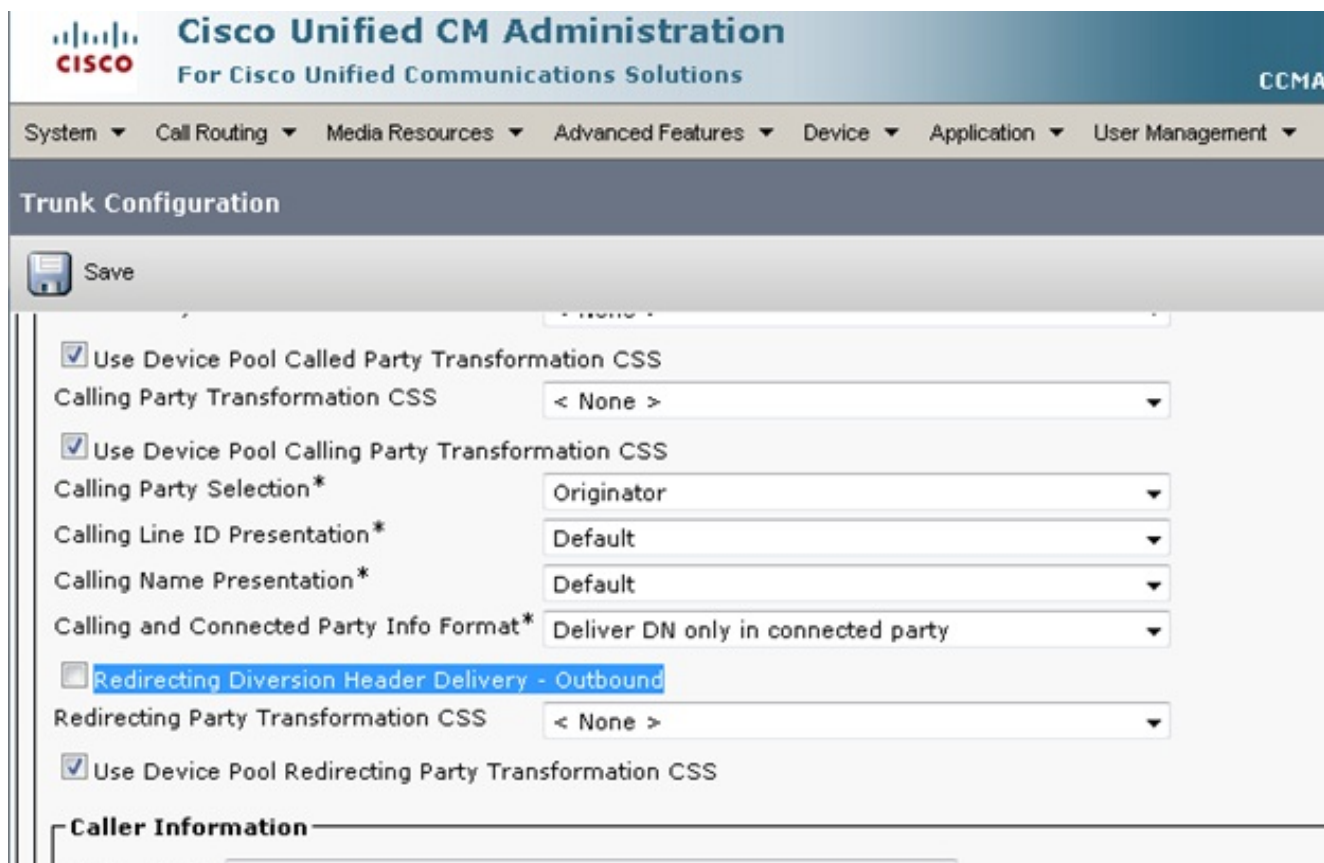 cisco
Cisco Unified CM Administration
For Cisco Unified Communications Solutions
CCMA
System Call Routing Media Resources Advanced Features Device Application User Management
Trunk Configuration
Save
Use Device Pool Called Party Transformation CSS
Calling Party Transformation CSS < None >
Use Device Pool Calling Party Transformation CSS
Calling Party Selection* Originator
Calling Line ID Presentation* Default
Calling Name Presentation* Default
Calling and Connected Party Info Format* Deliver DN only in connected party
Redirecting Diversion Header Delivery - Outbound
Redirecting Party Transformation CSS < None >
Use Device Pool Redirecting Party Transformation CSS
Caller Information